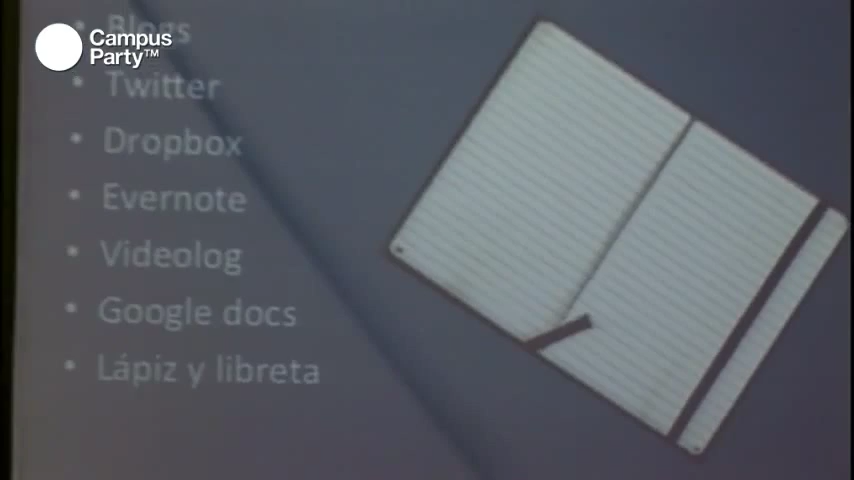 Blogs
Campus
Party™
Twitter
Dropbox
Evernote
Videolog
Google docs
Lápiz y libreta